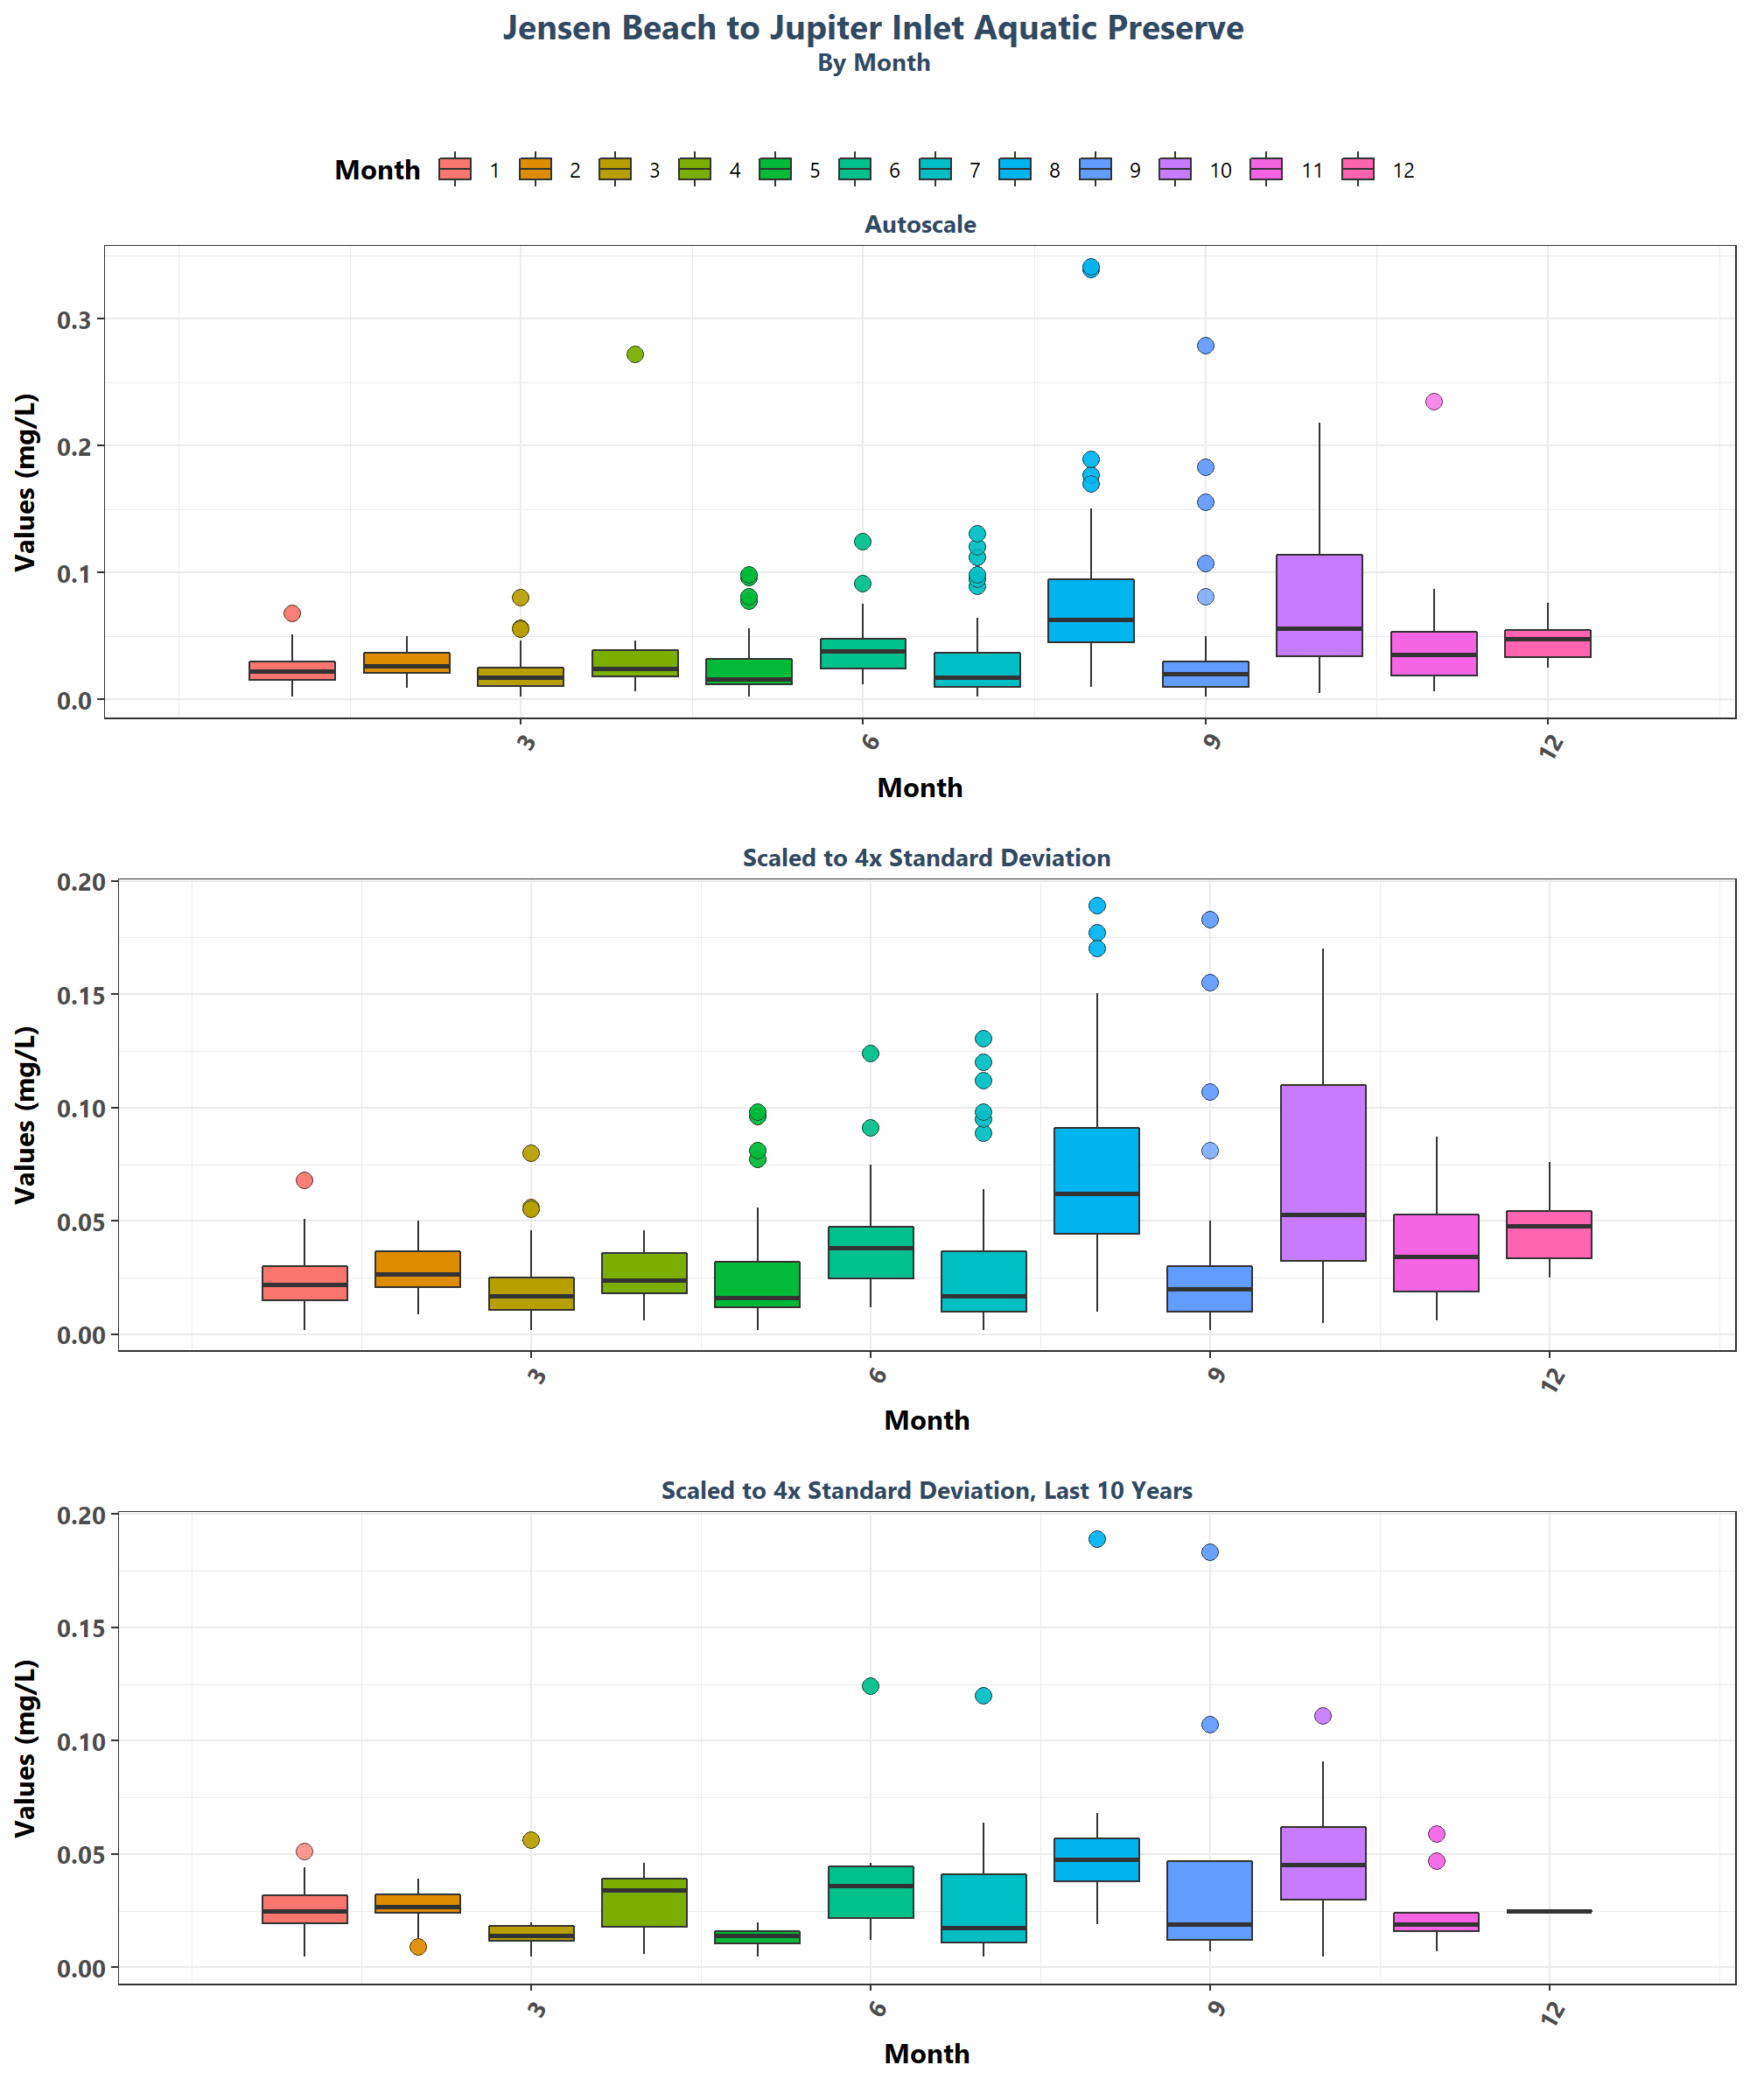 Jensen Beach to Jupiter Inlet Aquatic Preserve
By Month
Month 1 2 3 4 5 6 7 8 9 10 11 12
Autoscale
Values (mg/L)
0.3
0.2
0.1
0.0
3 6 9 12
Month
Scaled to 4x Standard Deviation
Values (mg/L)
0.20
0.15
0.10
0.05
0.00
3 6 9 12
Month
Scaled to 4x Standard Deviation, Last 10 Years
Values (mg/L)
0.20
0.15
0.10
0.05
0.00
3 6 9 12
Month